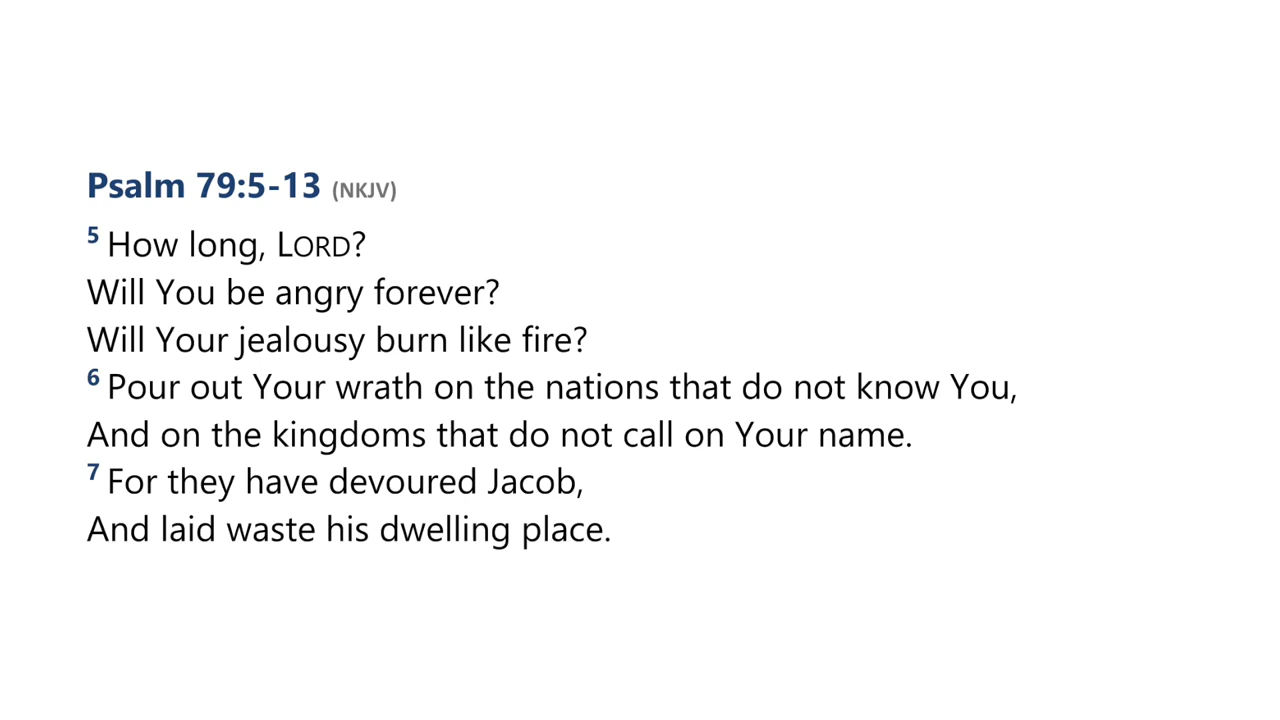 Psalm 79:5-13 (NKJV)
5 How long, LORD?
Will You be angry forever?
Will Your jealousy burn like fire?
6 Pour out Your wrath on the nations that do not know You,
And on the kingdoms that do not call on Your name.
7 For they have devoured Jacob,
And laid waste his dwelling place.